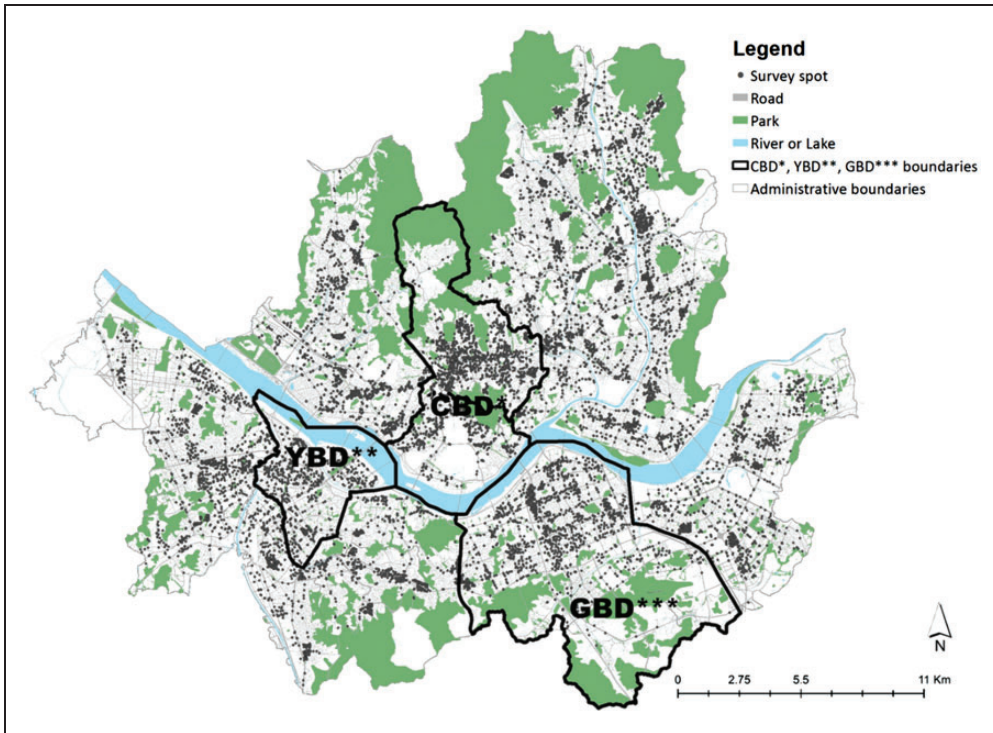 Legend
Survey spot
Road
Park
River or Lake
CBD*, YBD**, GBD*** boundaries
Administrative boundaries
CBD*
YBD**
GBD***
N
0 2.75 5.5 11 Km